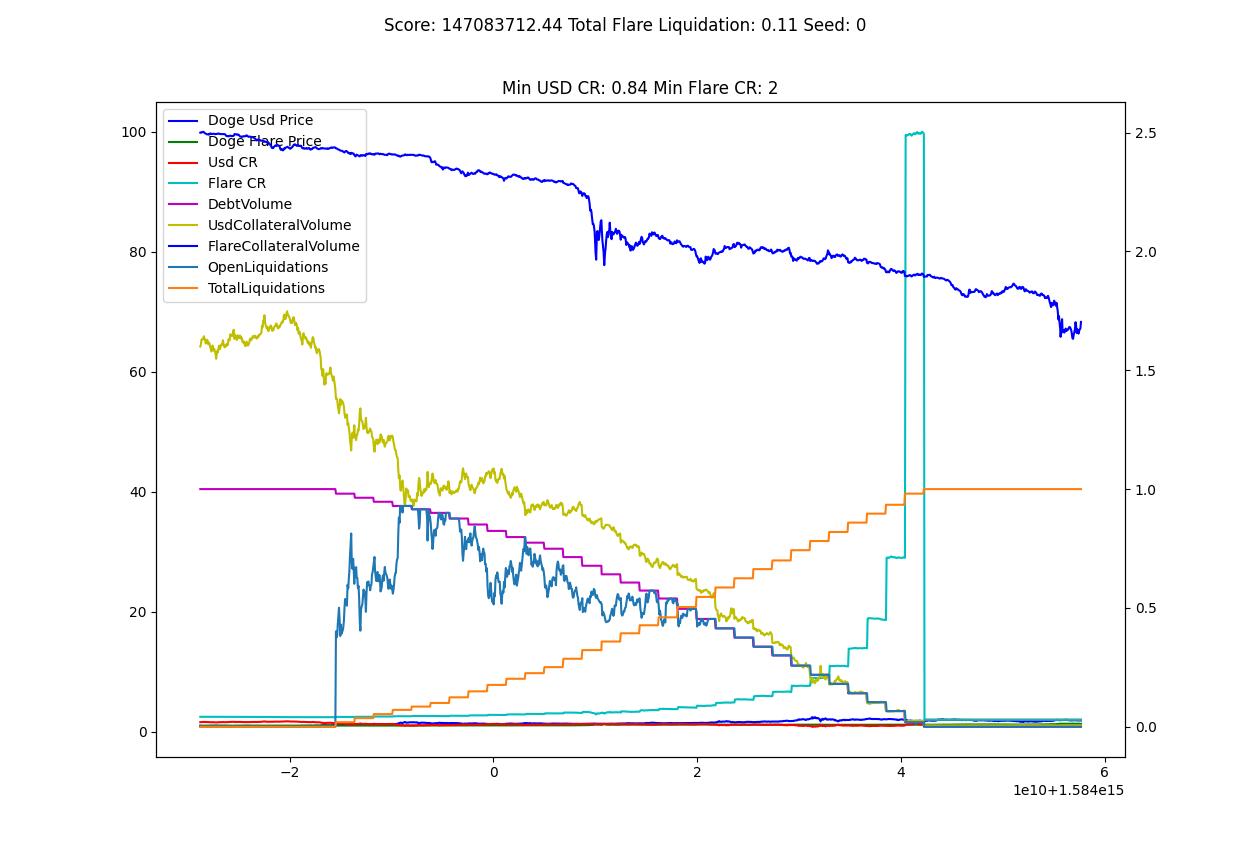 Score: 147083712.44 Total Flare Liquidation: 0.11 Seed: 0
Min USD CR: 0.84 Min Flare CR: 2
Doge Usd Price
Doge Flare Price
Usd CR
Flare CR
DebtVolume
UsdCollateralVolume
FlareCollateralVolume
OpenLiquidations
TotalLiquidations
100
80
60
40
20
0
2.5
2.0
1.5
1.0
0.5
0.0
−2
0
2
4
6
1e10+1.584e15